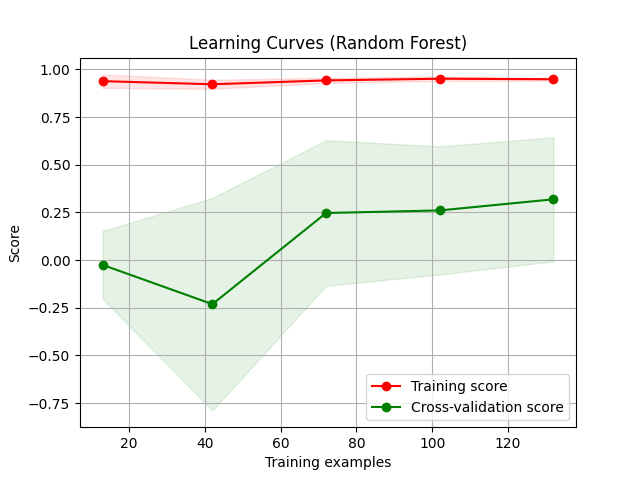 Learning Curves (Random Forest)
1.00
0.75
0.50
0.25
0.00
−0.25
−0.50
−0.75
Score
20 40 60 80 100 120
Training examples
Training score
Cross-validation score